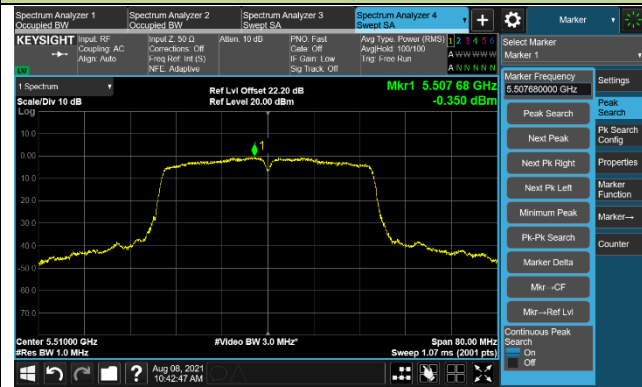 Spectrum Analyzer 1
Occupied BW
Spectrum Analyzer 2
Occupied BW
Spectrum Analyzer 3
Swept SA
Spectrum Analyzer 4
Swept SA
+
Marker
KEYSIGHT
Input: RF
Coupling: AC
Align: Auto
Input Z: 50 Ω
Corrections: Off
Freq Ref: Int (S)
NFE: Adaptive
Atten: 10 dB
PNO: Fast
Gate: Off
IF Gain: Low
Sig Track: Off
Avg Type: Power (RMS)
Avg|Hold: 100/100
Trig: Free Run
1 2 3 4 5 6
A W W W W W
A N N N N N
LW
Select Marker
Marker 1
1 Spectrum
Scale/Div 10 dB
Log
Ref Lvl Offset 22.20 dB
Ref Level 20.00 dBm
Mkr1 5.507 68 GHz
-0.350 dBm
1
10.0
0.00
-10.0
-20.0
-30.0
-40.0
-50.0
-60.0
-70.0
Center 5.51000 GHz
#Res BW 1.0 MHz
#Video BW 3.0 MHz*
Span 80.00 MHz
Sweep 1.07 ms (2001 pts)
Marker Frequency
5.507680000 GHz
Peak Search
Next Peak
Next Pk Right
Next Pk Left
Minimum Peak
Pk-Pk Search
Marker Delta
Mkr→CF
Mkr→Ref Lvl
Continuous Peak
Search
On
Off
Settings
Peak
Search
Pk Search
Config
Properties
Marker
Function
Marker→
Counter
?
Aug 08, 2021
10:42:47 AM